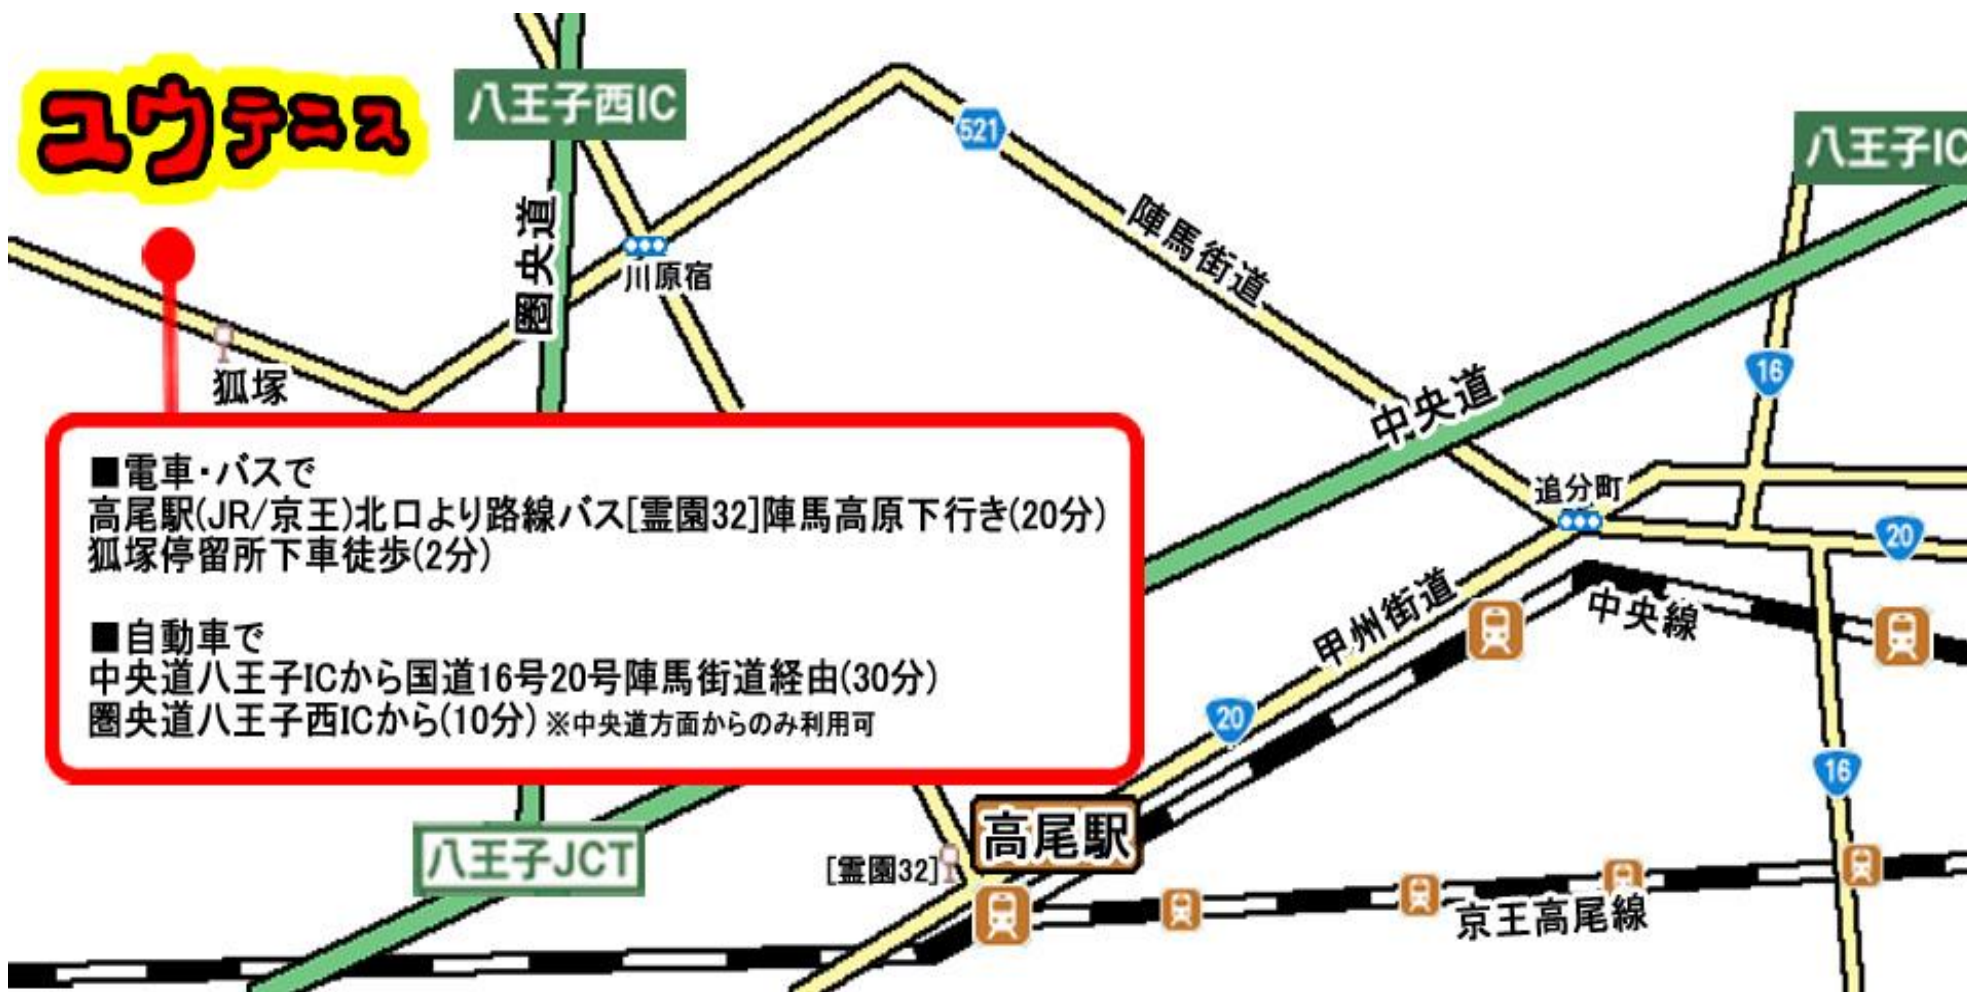 ユウテニス
八王子西IC
521
八王子IC
圏央道
川原宿
陣馬街道
狐塚
16
中央道
■電車・バスで
高尾駅(JR/京王)北口より路線バス[霊園32]陣馬高原下行き(20分)
狐塚停留所下車徒歩(2分)
■自動車で
中央道八王子ICから国道16号20号陣馬街道経由(30分)
圏央道八王子西ICから(10分)※中央道方面からのみ利用可
追分町
20
甲州街道
中央線
20
16
八王子JCT
[霊園32]
高尾駅
京王高尾線